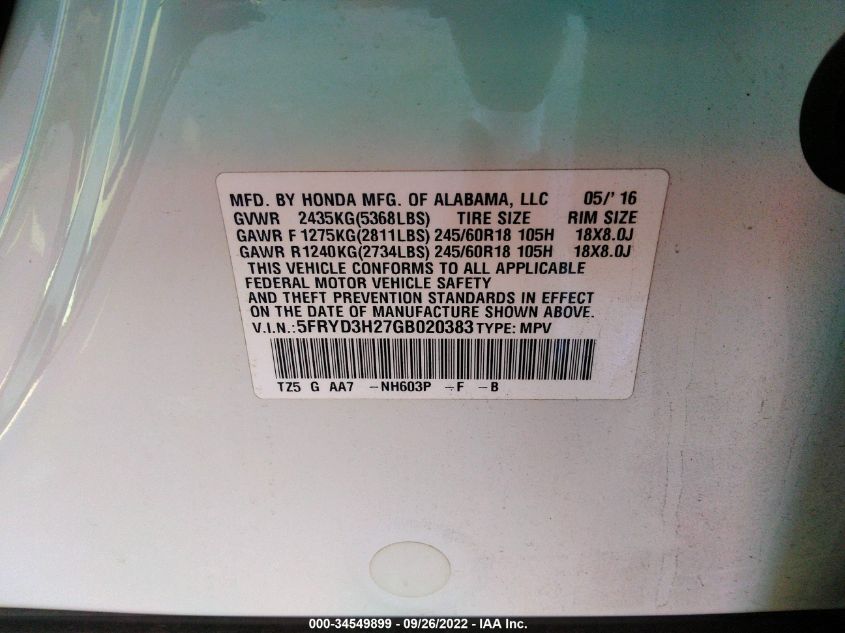 MFD. BY HONDA MFG. OF ALABAMA, LLC 05/'16
GVWR 2435KG(5368LBS) TIRE SIZE RIM SIZE
GAWR F 1275KG(2811LBS) 245/60R18 105H 18X8.0J
GAWR R 1240KG(2734LBS) 245/60R18 105H 18X8.0J
THIS VEHICLE CONFORMS TO ALL APPLICABLE
FEDERAL MOTOR VEHICLE SAFETY
AND THEFT PREVENTION STANDARDS IN EFFECT
ON THE DATE OF MANUFACTURE SHOWN ABOVE.
V.I.N.:5FRYD3H27GB020383 TYPE: MPV
TZ5 G AA7 -NH603P -F -B
000-34549899 - 09/26/2022 - IAA Inc.